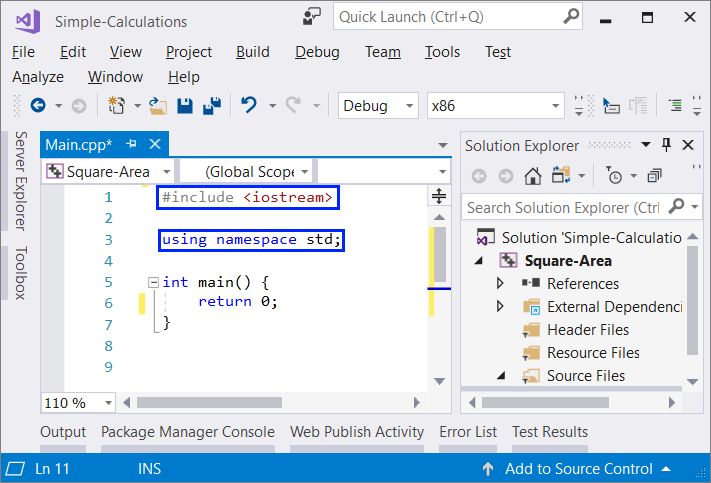 Simple-Calculations
Quick Launch (Ctrl+Q)
File Edit View Project Build Debug Team Tools Test
Analyze Window Help
Debug x86
Server Explorer
Toolbox
Main.cpp*
Square-Area (Global Scope
1 #include <iostream>
2
3 using namespace std;
4
5 int main() {
6 return 0;
7 }
8
9
110 %
Solution Explorer
Search Solution Explorer (Ctrl
Solution 'Simple-Calculatio
Square-Area
References
External Dependenci
Header Files
Resource Files
Source Files
Output Package Manager Console Web Publish Activity Error List Test Results
Ln 11 INS Add to Source Control